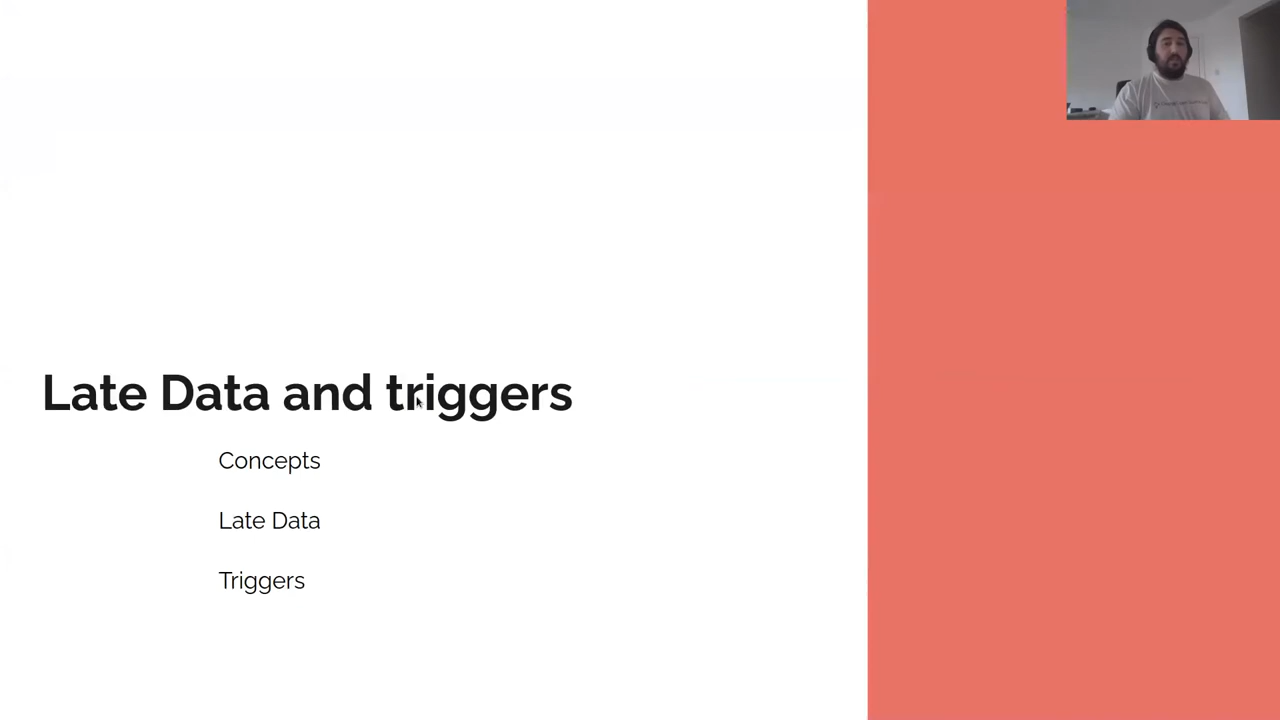 Late Data and triggers
Concepts
Late Data
Triggers